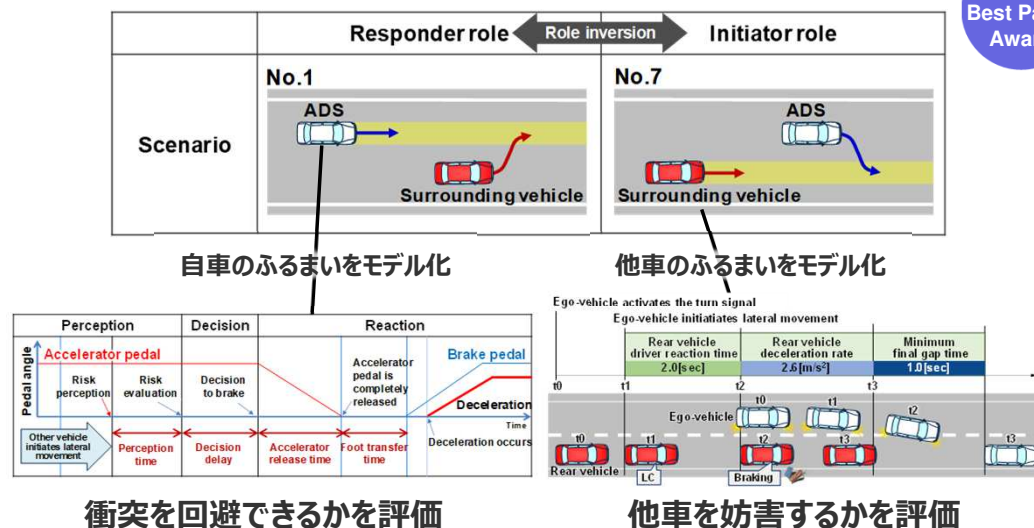 Best Pa
Awar
Responder role
Role inversion
Initiator role
Scenario
No.1
ADS
Surrounding vehicle
No.7
ADS
Surrounding vehicle
自車のふるまいをモデル化
他車のふるまいをモデル化
Perception
Decision
Reaction
Pedal angle
Accelerator pedal
Brake pedal
Risk
perception
Risk
evaluation
Decision
to brake
Accelerator
pedal is
completely
released
Deceleration
Time
Deceleration occurs
Other vehicle
initiates lateral
movement
Perception
time
Decision
delay
Accelerator
release time
Foot transfer
time
衝突を回避できるかを評価
Ego-vehicle activates the turn signal
Ego-vehicle initiatiates lateral movement
Rear vehicle
driver reaction time
2.0[sec]
Rear vehicle
deceleration rate
2.6[m/s²]
Minimum
final gap time
1.0[sec]
t0
t1
t2
t3
Ego-vehicle
t0
t1
t2
t3
t0
t1
t2
t3
Rear vehicle
LC
Braking
他車を妨害するかを評価